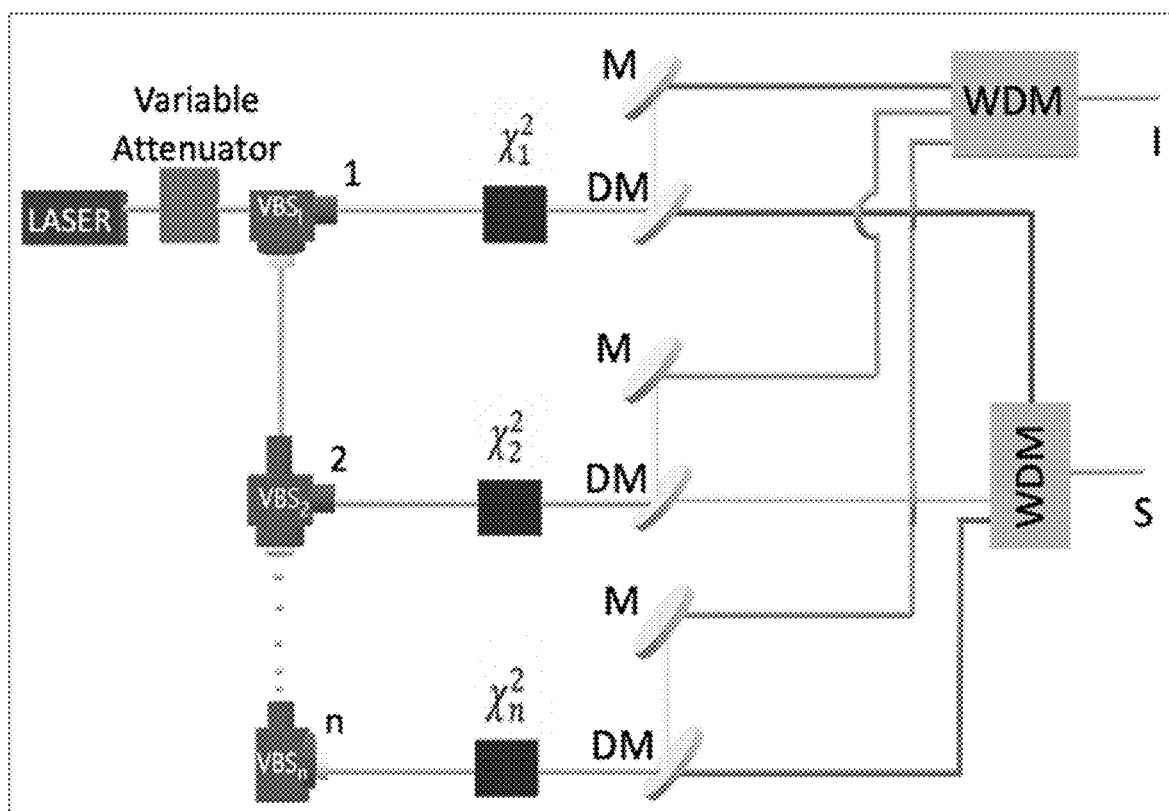 Variable
Attenuator
LASER
VBS₁
1
χ₁²
M
DM
WDM
I
VBS₂
2
χ₂²
M
DM
WDM
S
VBSₙ
n
χₙ²
M
DM